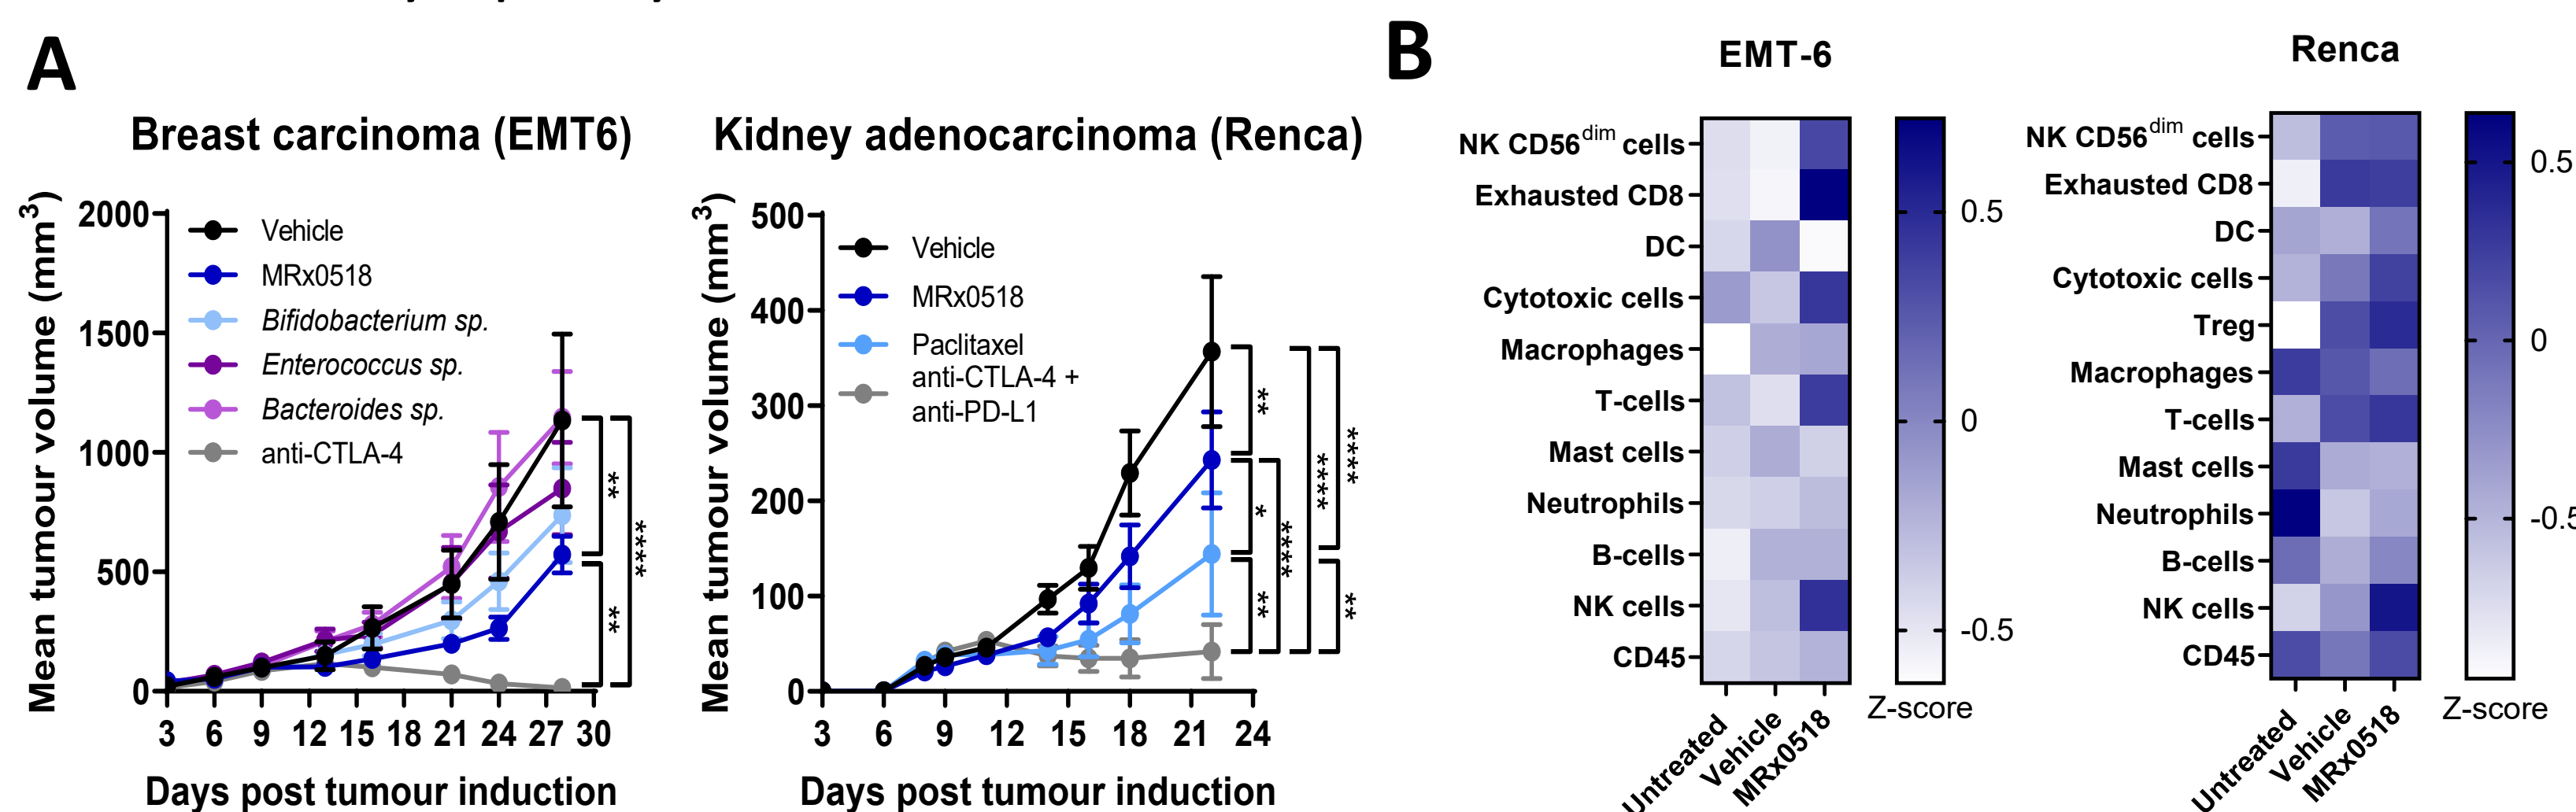 A
Breast carcinoma (EMT6)
Mean tumour volume (mm³)
2000
1500
1000
500
0
Vehicle
MRx0518
Bifidobacterium sp.
Enterococcus sp.
Bacteroides sp.
anti-CTLA-4
**
**
****
3 6 9 12 15 18 21 24 27 30
Days post tumour induction
Kidney adenocarcinoma (Renca)
Mean tumour volume (mm³)
500
400
300
200
100
0
Vehicle
MRx0518
Paclitaxel
anti-CTLA-4 +
anti-PD-L1
**
*
**
****
****
****
**
3 6 9 12 15 18 21 24
Days post tumour induction
B
EMT-6
NK CD56dim cells
Exhausted CD8
DC
Cytotoxic cells
Macrophages
T-cells
Mast cells
Neutrophils
B-cells
NK cells
CD45
Untreated
Vehicle
MRx0518
0.5
0
-0.5
Z-score
Renca
NK CD56dim cells
Exhausted CD8
DC
Cytotoxic cells
Treg
Macrophages
T-cells
Mast cells
Neutrophils
B-cells
NK cells
CD45
Untreated
Vehicle
MRx0518
0.5
0
-0.5
Z-score